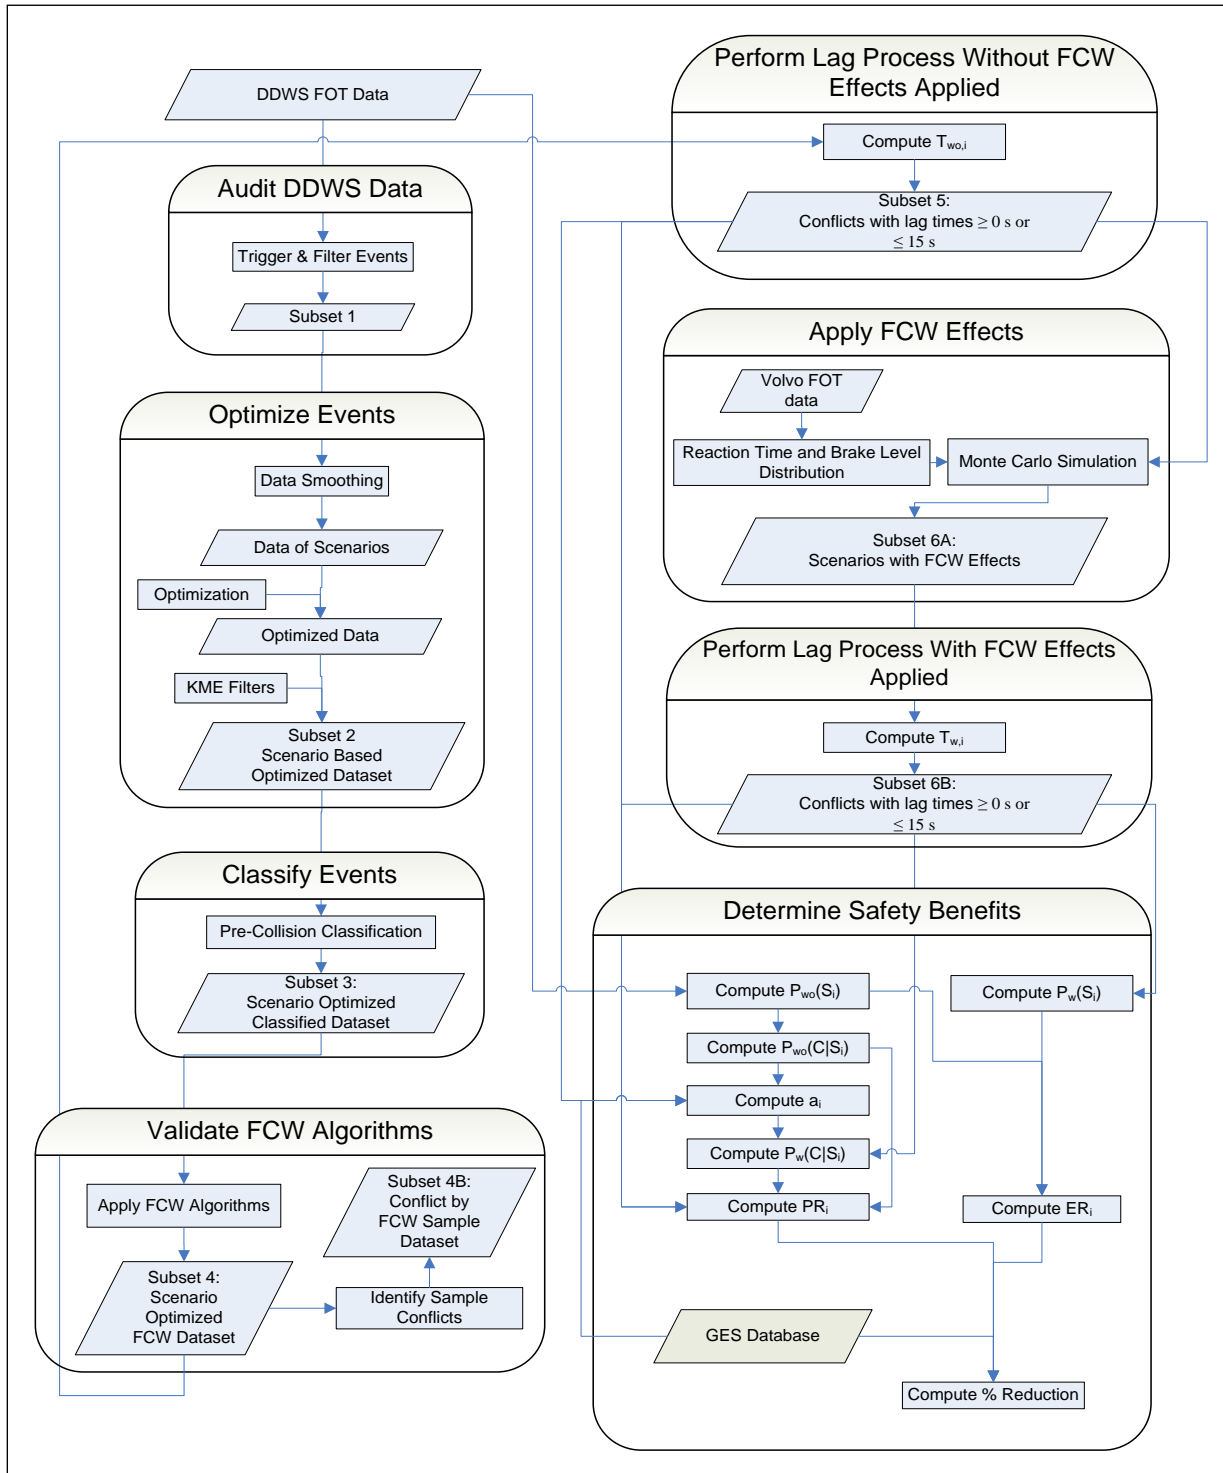 DDWS FOT Data
Audit DDWS Data
Trigger & Filter Events
Subset 1
Optimize Events
Data Smoothing
Data of Scenarios
Optimization
Optimized Data
KME Filters
Subset 2
Scenario Based
Optimized Dataset
Classify Events
Pre-Collision Classification
Subset 3:
Scenario Optimized
Classified Dataset
Validate FCW Algorithms
Apply FCW Algorithms
Subset 4:
Scenario
Optimized
FCW Dataset
Subset 4B:
Conflict by
FCW Sample
Dataset
Identify Sample
Conflicts
Perform Lag Process Without FCW
Effects Applied
Compute Two,i
Subset 5:
Conflicts with lag times ≥ 0 s or
≤ 15 s
Apply FCW Effects
Volvo FOT
data
Reaction Time and Brake Level
Distribution
Monte Carlo Simulation
Subset 6A:
Scenarios with FCW Effects
Perform Lag Process With FCW Effects
Applied
Compute Tw,i
Subset 6B:
Conflicts with lag times ≥ 0 s or
≤ 15 s
Determine Safety Benefits
Compute Pwo(Si)
Compute Pw(Si)
Compute Pwo(C|Si)
Compute ai
Compute Pw(C|Si)
Compute PRi
Compute ERi
GES Database
Compute % Reduction